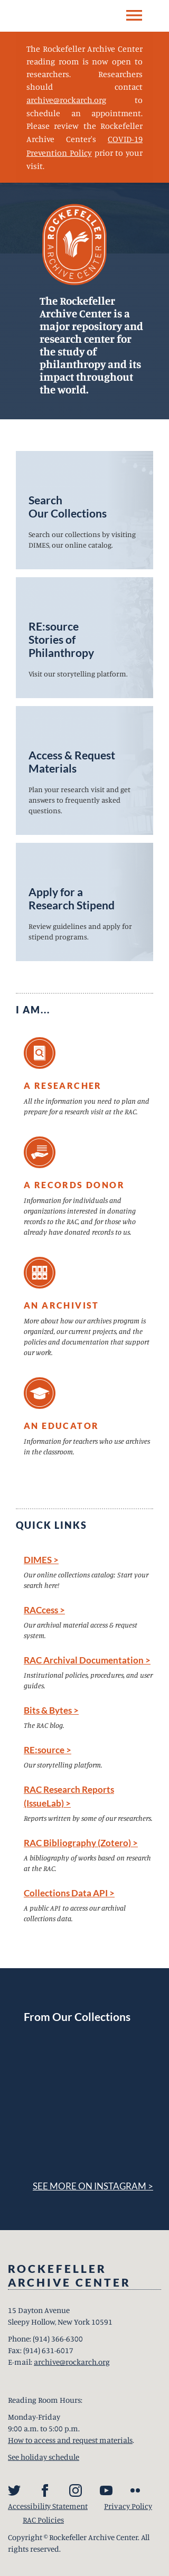 The Rockefeller Archive Center
reading room is now open to
researchers. Researchers
should contact
archive@rockarch.org to
schedule an appointment.
Please review the Rockefeller
Archive Center's COVID-19
Prevention Policy prior to your
visit.
ROCKEFELLER
ARCHIVE CENTER
The Rockefeller
Archive Center is a
major repository and
research center for
the study of
philanthropy and its
impact throughout
the world.
Search
Our Collections
Search our collections by visiting
DIMES, our online catalog.
RE:source
Stories of
Philanthropy
Visit our storytelling platform.
Access & Request
Materials
Plan your research visit and get
answers to frequently asked
questions.
Apply for a
Research Stipend
Review guidelines and apply for
stipend programs.
I AM...
A RESEARCHER
All the information you need to plan and
prepare for a research visit at the RAC.
A RECORDS DONOR
Information for individuals and
organizations interested in donating
records to the RAC, and for those who
already have donated records to us.
AN ARCHIVIST
More about how our archives program is
organized, our current projects, and the
policies and documentation that support
our work.
AN EDUCATOR
Information for teachers who use archives
in the classroom.
QUICK LINKS
DIMES >
Our online collections catalog: Start your
search here!
RACcess >
Our archival material access & request
system.
RAC Archival Documentation >
Institutional policies, procedures, and user
guides.
Bits & Bytes >
The RAC blog.
RE:source >
Our storytelling platform.
RAC Research Reports
(IssueLab) >
Reports written by some of our researchers.
RAC Bibliography (Zotero) >
A bibliography of works based on research
at the RAC.
Collections Data API >
A public API to access our archival
collections data.
From Our Collections
SEE MORE ON INSTAGRAM >
ROCKEFELLER
ARCHIVE CENTER
15 Dayton Avenue
Sleepy Hollow, New York 10591
Phone: (914) 366-6300
Fax: (914) 631-6017
E-mail: archive@rockarch.org
Reading Room Hours:
Monday-Friday
9:00 a.m. to 5:00 p.m.
How to access and request materials.
See holiday schedule
Accessibility Statement Privacy Policy
RAC Policies
Copyright © Rockefeller Archive Center. All
rights reserved.